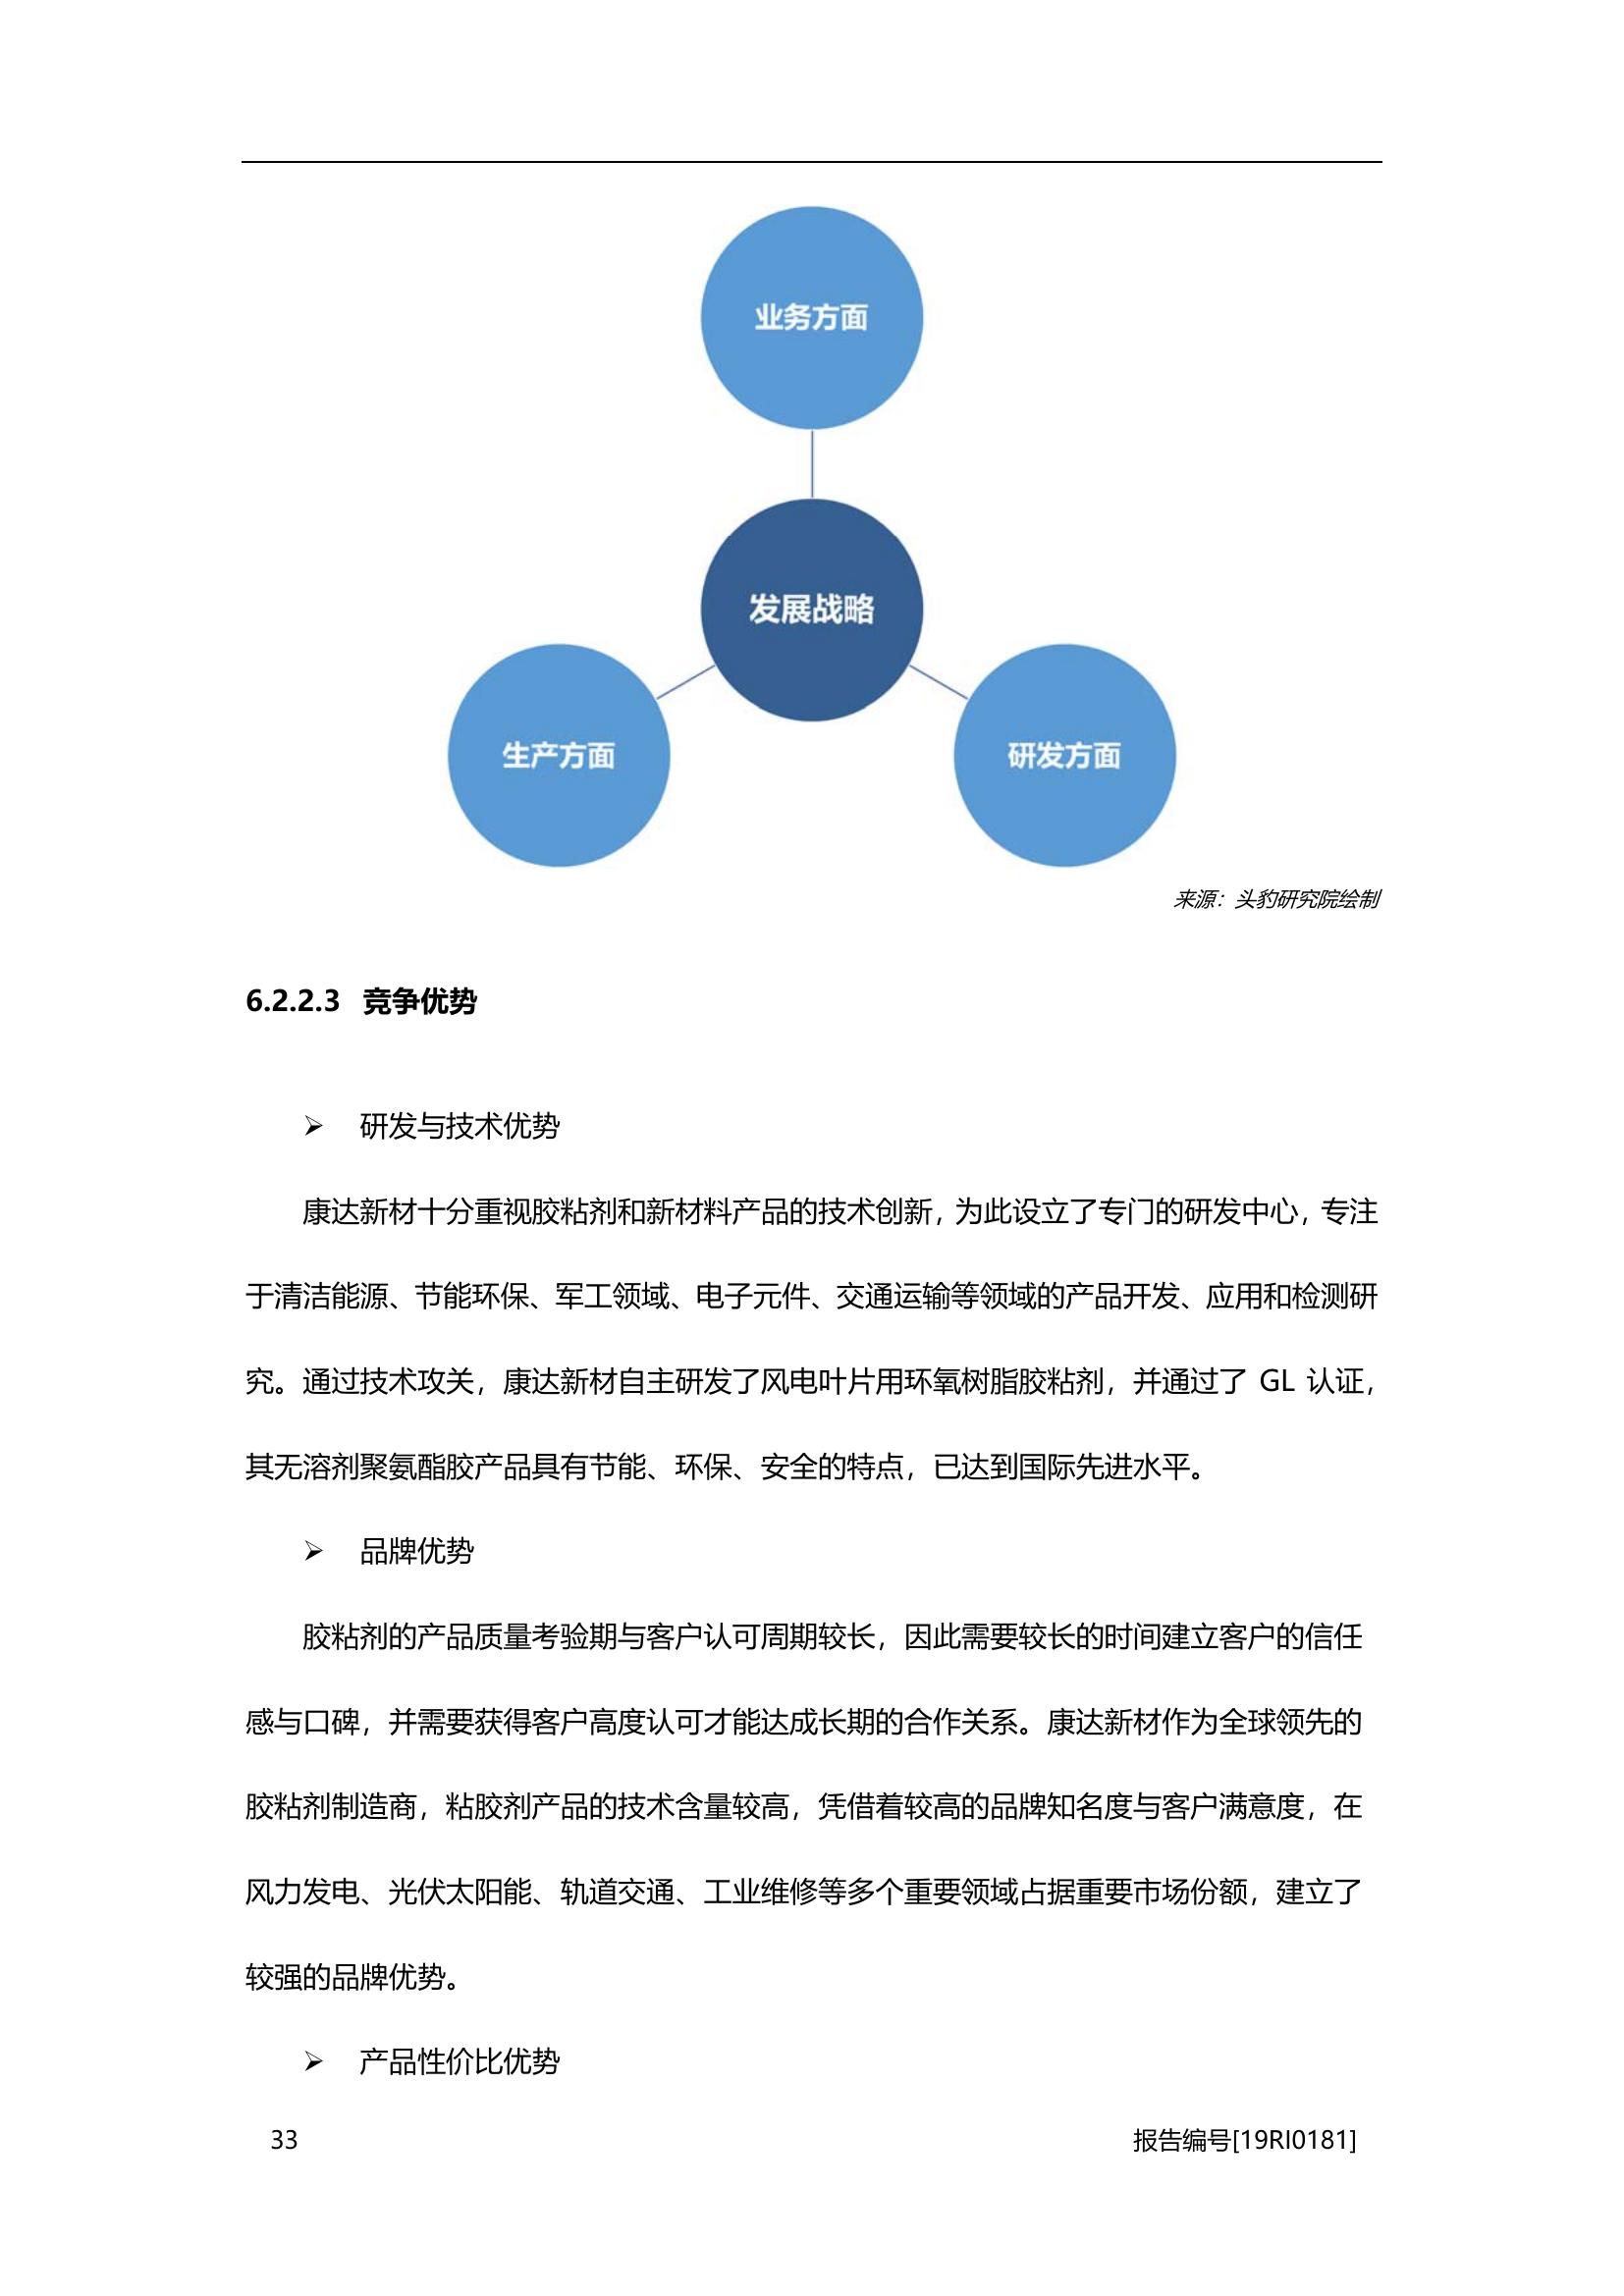 业务方面
发展战略
生产方面
研发方面
来源：头豹研究院绘制
6.2.2.3 竞争优势
➢ 研发与技术优势
康达新材十分重视胶粘剂和新材料产品的技术创新，为此设立了专门的研发中心，专注
于清洁能源、节能环保、军工领域、电子元件、交通运输等领域的产品开发、应用和检测研
究。通过技术攻关，康达新材自主研发了风电叶片用环氧树脂胶粘剂，并通过了 GL 认证，
其无溶剂聚氨酯胶产品具有节能、环保、安全的特点，已达到国际先进水平。
➢ 品牌优势
胶粘剂的产品质量考验期与客户认可周期较长，因此需要较长的时间建立客户的信任
感与口碑，并需要获得客户高度认可才能达成长期的合作关系。康达新材作为全球领先的
胶粘剂制造商，粘胶剂产品的技术含量较高，凭借着较高的品牌知名度与客户满意度，在
风力发电、光伏太阳能、轨道交通、工业维修等多个重要领域占据重要市场份额，建立了
较强的品牌优势。
➢ 产品性价比优势
33
报告编号[19RI0181]